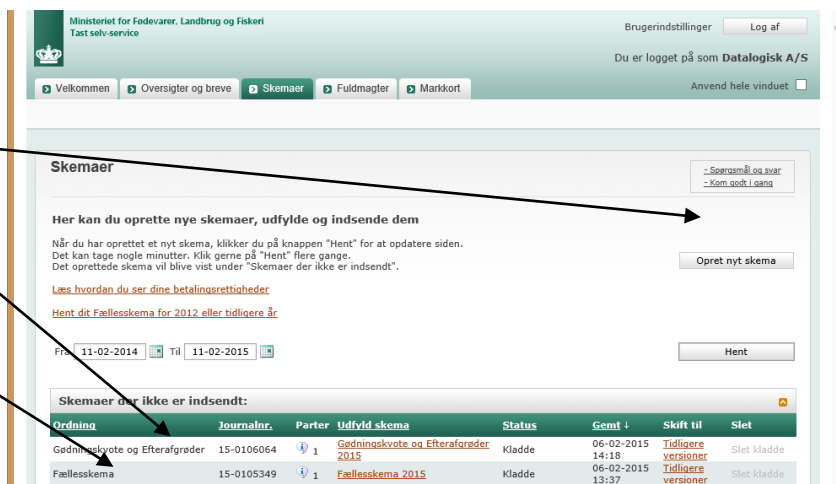 Ministeriet for Fødevarer, Landbrug og Fiskeri
Tast selv-service
Brugerindstillinger
Log af
Du er logget på som Datalogisk A/S
Velkommen
Oversigter og breve
Skemaer
Fuldmagter
Markkort
Anvend hele vinduet
Skemaer
- Spørgsmål og svar
- Kom godt i gang
Her kan du oprette nye skemaer, udfylde og indsende dem
Når du har oprettet et nyt skema, klikker du på knappen "Hent" for at opdatere siden.
Det kan tage nogle minutter. Klik gerne på "Hent" flere gange.
Det oprettede skema vil blive vist under "Skemaer der ikke er indsendt".
Opret nyt skema
Læs hvordan du ser dine betalingsrettigheder
Hent dit Fællesskema for 2012 eller tidligere år
Fra 11-02-2014 Til 11-02-2015
Hent
Skemaer der ikke er indsendt:
Ordning Journalnr. Parter Udfyld skema Status Gemt ↓ Skift til Slet
Gødningskvote og Efterafgrøder 15-0106064 1 Gødningskvote og Efterafgrøder 2015 Kladde 06-02-2015 14:18 Tidligere versioner Slet kladde
Fællesskema 15-0105349 1 Fællesskema 2015 Kladde 06-02-2015 13:37 Tidligere versioner Slet kladde